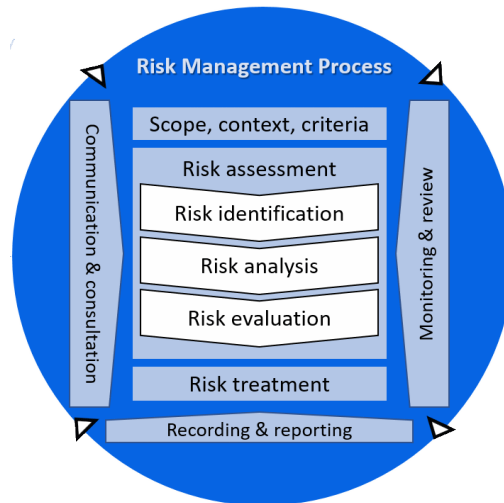 Risk Management Process
Scope, context, criteria
Risk assessment
Risk identification
Risk analysis
Risk evaluation
Risk treatment
Communication & consultation
Monitoring & review
Recording & reporting